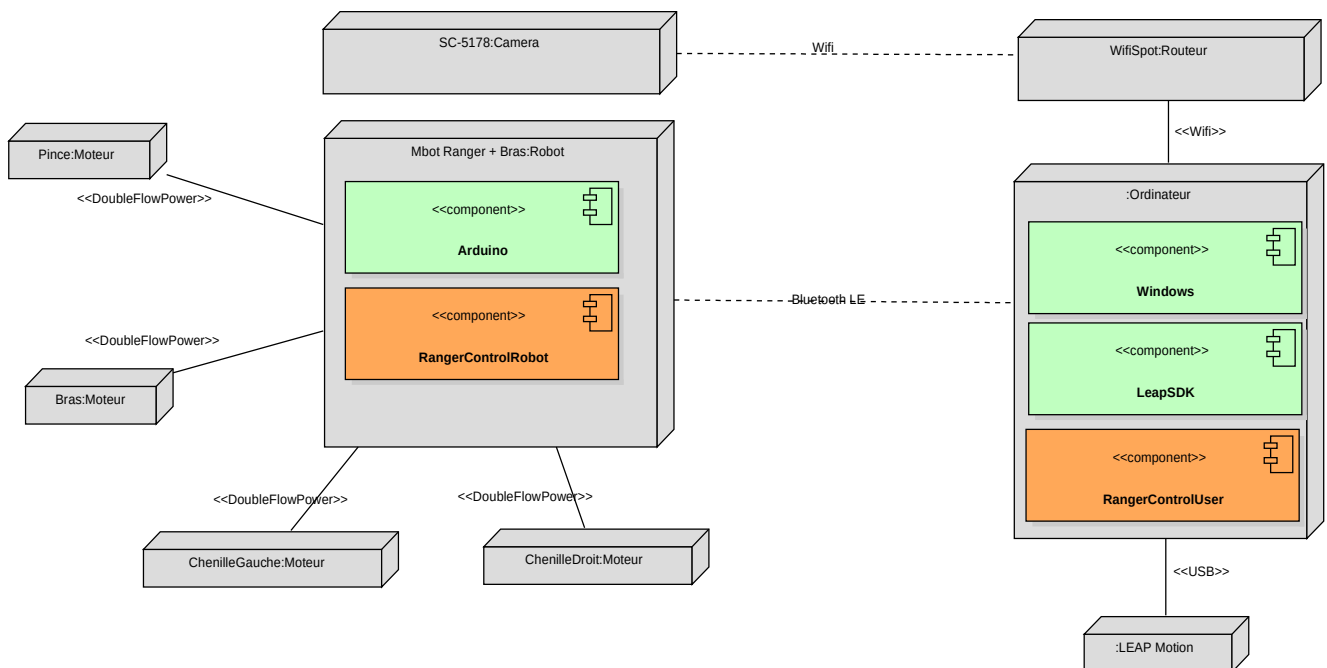 SC-5178:Camera
Wifi
WifiSpot:Routeur
<<Wifi>>
Pince:Moteur
<<DoubleFlowPower>>
Mbot Ranger + Bras:Robot
<<component>>
Arduino
<<component>>
RangerControlRobot
<<DoubleFlowPower>>
Bras:Moteur
Bluetooth LE
:Ordinateur
<<component>>
Windows
<<component>>
LeapSDK
<<component>>
RangerControlUser
<<DoubleFlowPower>>
<<DoubleFlowPower>>
ChenilleGauche:Moteur
ChenilleDroit:Moteur
<<USB>>
:LEAP Motion